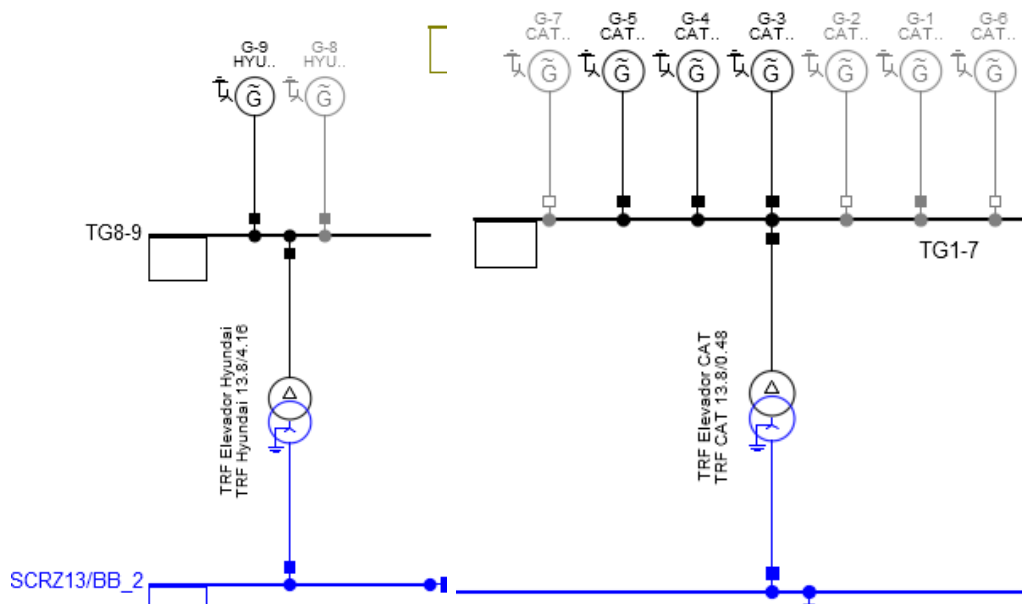 G-9
HYU..
G-8
HYU..
G̃
G̃
TG8-9
TRF Elevador Hyundai
TRF Hyundai 13.8/4.16
SCRZ13/BB_2
G-7
CAT..
G-5
CAT..
G-4
CAT..
G-3
CAT..
G-2
CAT..
G-1
CAT..
G-6
CAT..
G̃
G̃
G̃
G̃
G̃
G̃
G̃
TG1-7
TRF Elevador CAT
TRF CAT 13.8/0.48